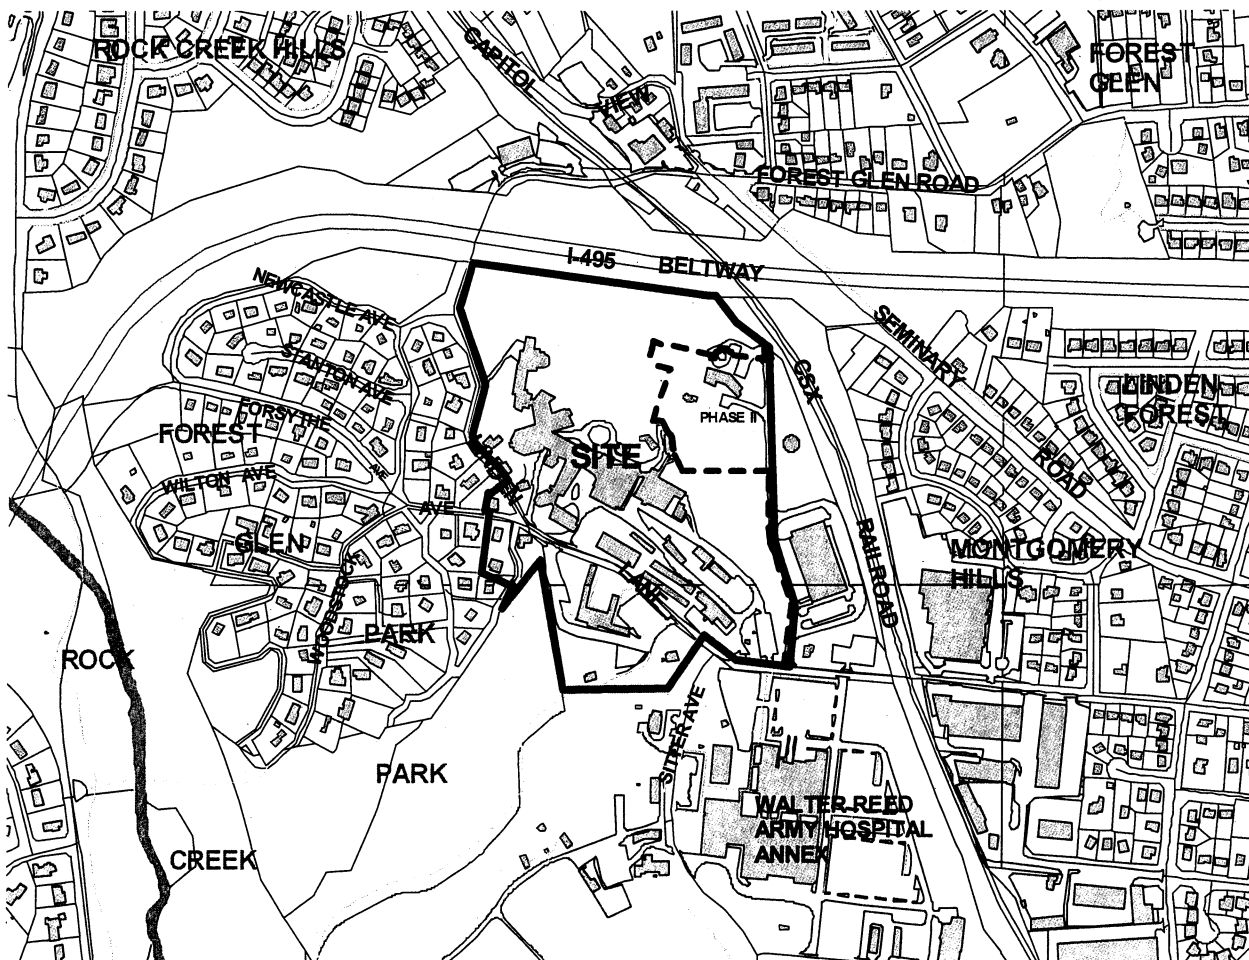 ROCK CREEK HILLS
CAPITOL
VIEW
FOREST
GLEN
FOREST GLEN ROAD
I-495 BELTWAY
NEWCASTLE AVE
STANTON AVE
FORSYTHE
AVE
FOREST
WILTON AVE
GLEN
AVE
WOODSTOCK
PARK
SITE
PHASE II
CSX
RAILROAD
SEMINARY
ROAD
LINDEN
FOREST
MONTGOMERY
HILLS
AVE
ROCK
PARK
CREEK
WALTER REED
ARMY HOSPITAL
ANNEX